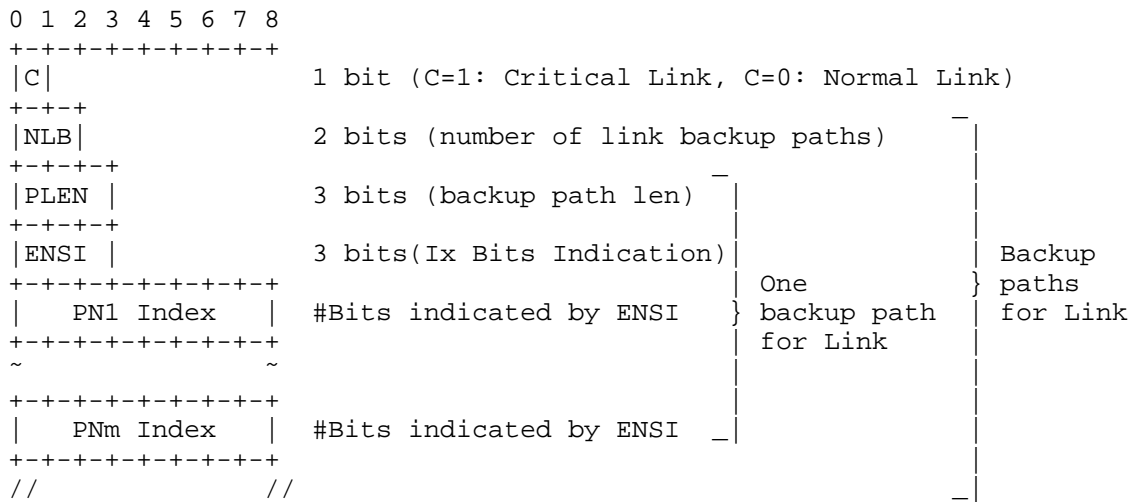 0 1 2 3 4 5 6 7 8
+-+-+-+-+-+-+-+-+
|C|                1 bit (C=1: Critical Link, C=0: Normal Link)
+-+-+                                                      _
|NLB|              2 bits (number of link backup paths)     |
+-+-+-+                                     _               |
|PLEN |            3 bits (backup path len)  |              |
+-+-+-+                                      |              |
|ENSI |            3 bits(Ix Bits Indication)|              | Backup
+-+-+-+-+-+-+-+-+                            | One          } paths
|   PN1 Index   |  #Bits indicated by ENSI   } backup path  | for Link
+-+-+-+-+-+-+-+-+                            | for Link     |
~               ~                            |              |
+-+-+-+-+-+-+-+-+                            |              |
|   PNm Index   |  #Bits indicated by ENSI  _|              |
+-+-+-+-+-+-+-+-+                                           |
//              //                                         _|